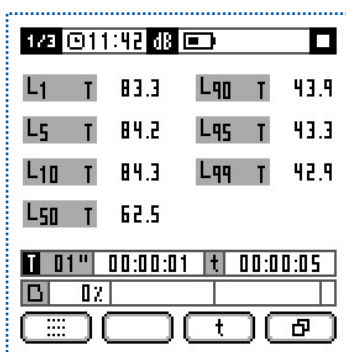 1/3 11:42 dB
L1 T 83.3 L90 T 43.9
L5 T 84.2 L95 T 43.3
L10 T 84.3 L99 T 42.9
L50 T 62.5
T 01" 00:00:01 t 00:00:05
0%
t